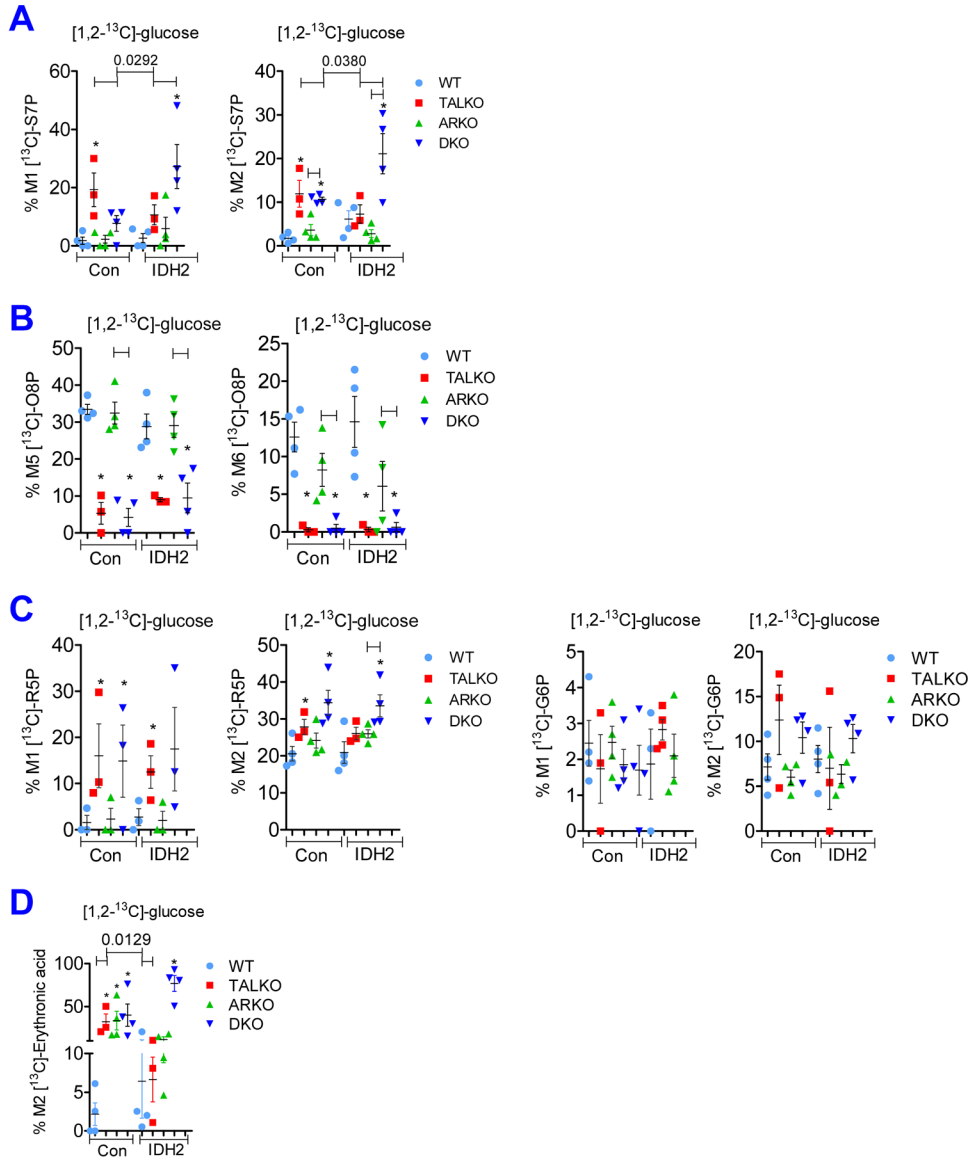 A
[1,2-¹³C]-glucose
0.0292
% M1 [¹³C]-S7P
60
40
20
0
*
*
Con
IDH2
[1,2-¹³C]-glucose
0.0380
% M2 [¹³C]-S7P
40
30
20
10
0
*
*
*
Con
IDH2
WT
TALKO
ARKO
DKO
B
[1,2-¹³C]-glucose
% M5 [¹³C]-O8P
50
40
30
20
10
0
*
*
*
*
Con
IDH2
[1,2-¹³C]-glucose
% M6 [¹³C]-O8P
25
20
15
10
5
0
*
*
*
*
Con
IDH2
WT
TALKO
ARKO
DKO
C
[1,2-¹³C]-glucose
% M1 [¹³C]-R5P
40
30
20
10
0
*
*
*
Con
IDH2
[1,2-¹³C]-glucose
% M2 [¹³C]-R5P
60
50
40
30
20
10
0
*
*
*
Con
IDH2
WT
TALKO
ARKO
DKO
[1,2-¹³C]-glucose
% M1 [¹³C]-G6P
5
4
3
2
1
0
Con
IDH2
[1,2-¹³C]-glucose
% M2 [¹³C]-G6P
20
15
10
5
0
Con
IDH2
WT
TALKO
ARKO
DKO
D
[1,2-¹³C]-glucose
0.0129
% M2 [¹³C]-Erythronic acid
100
50
10
5
0
*
*
*
*
Con
IDH2
WT
TALKO
ARKO
DKO